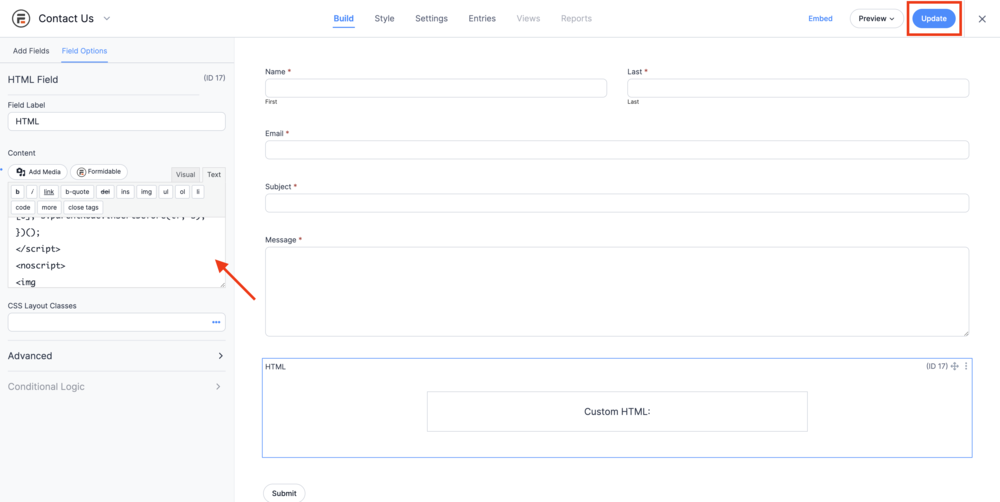 Contact Us
Build Style Settings Entries Views Reports
Embed Preview Update
Add Fields Field Options
HTML Field (ID 17)
Field Label
HTML
Content
Add Media Formidable Visual Text
b / link b-quote del ins img ul ol li
code more close tags
})();
</script>
<noscript>
<img
CSS Layout Classes
Advanced
Conditional Logic
Name * Last *
First Last
Email *
Subject *
Message *
HTML (ID 17)
Custom HTML:
Submit